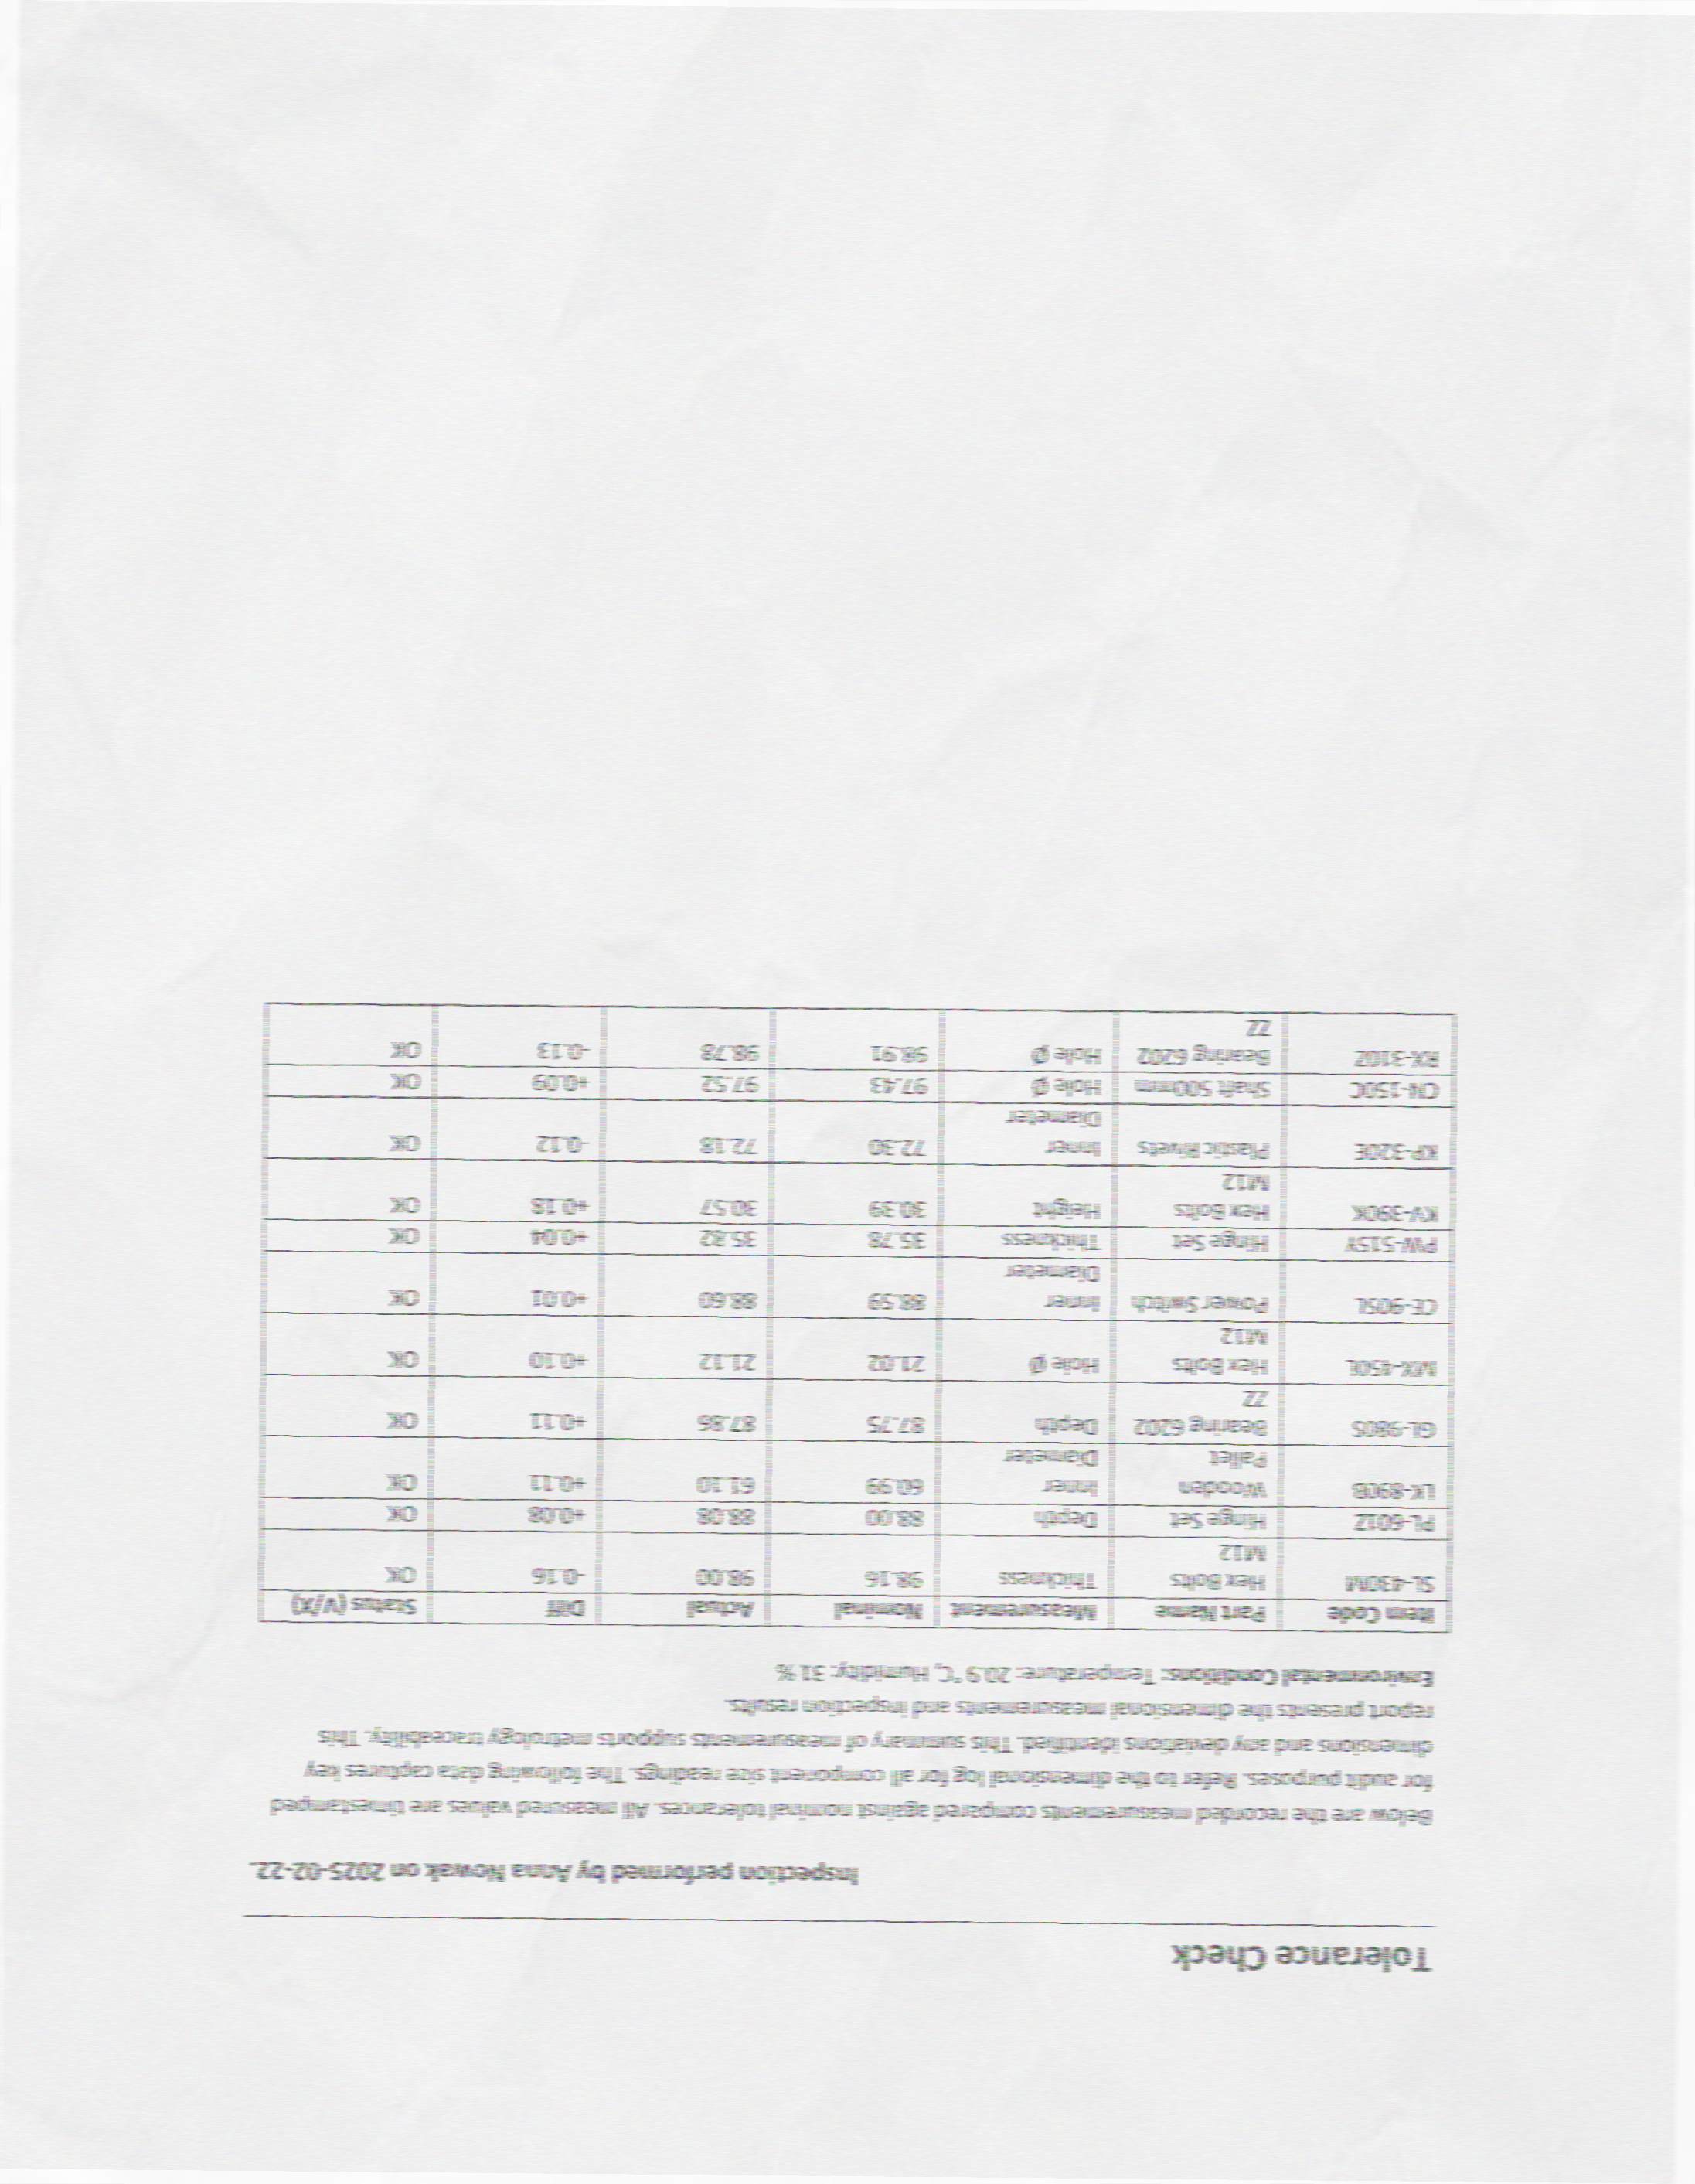 Tolerance Check
Inspection performed by Anna Nowak on 2025-02-22.
Below are the recorded measurements compared against nominal tolerances. All measured values are timestamped
for audit purposes. Refer to the dimensional log for all component size readings. The following data captures key
dimensions and any deviations identified. This summary of measurements supports metrology traceability. This
report presents the dimensional measurements and inspection results.
Environmental Conditions: Temperature: 20.9 °C, Humidity: 31 %
Item Code Part Name Measurement Nominal Actual Diff Status (V/X)
SL-430M Hex Bolts M12 Thickness 98.16 98.00 -0.16 OK
PL-601Z Hinge Set Depth 88.00 88.08 +0.08 OK
LK-890B Wooden Pallet Inner Diameter 60.99 61.10 +0.11 OK
GL-980S Bearing 6202 ZZ Depth 87.75 87.86 +0.11 OK
MX-450L Hex Bolts M12 Hole Ø 21.02 21.12 +0.10 OK
CE-905L Power Switch Inner Diameter 88.59 88.60 +0.01 OK
PW-515Y Hinge Set Thickness 35.78 35.82 +0.04 OK
KV-390K Hex Bolts M12 Height 30.39 30.57 +0.18 OK
KP-320E Plastic Rivets Inner Diameter 72.30 72.18 -0.12 OK
CN-150C Shaft 500mm Hole Ø 97.43 97.52 +0.09 OK
RX-310Z Bearing 6202 ZZ Hole Ø 98.91 98.78 -0.13 OK